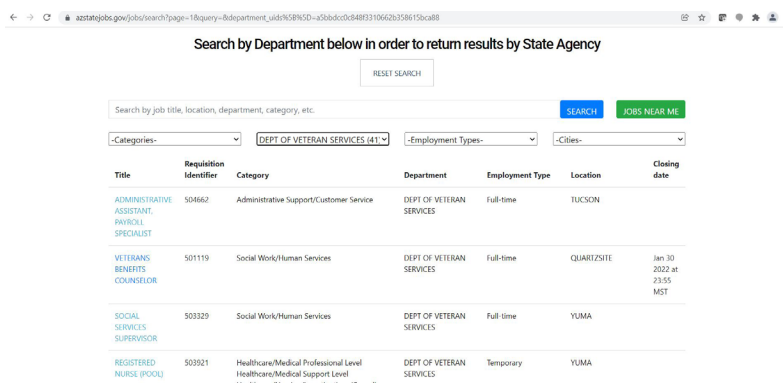 azstatejobs.gov/jobs/search?page=1&query=&department_uids%5B%5D=a5bbdcc0c848f3310662b358615bca88
Search by Department below in order to return results by State Agency
RESET SEARCH
Search by job title, location, department, category, etc.
SEARCH
JOBS NEAR ME
-Categories-
DEPT OF VETERAN SERVICES (41)
-Employment Types-
-Cities-
Title
Requisition
Identifier
Category
Department
Employment Type
Location
Closing
date
ADMINISTRATIVE
ASSISTANT,
PAYROLL
SPECIALIST
504662
Administrative Support/Customer Service
DEPT OF VETERAN
SERVICES
Full-time
TUCSON
VETERANS
BENEFITS
COUNSELOR
501119
Social Work/Human Services
DEPT OF VETERAN
SERVICES
Full-time
QUARTZSITE
Jan 30
2022 at
23:55
MST
SOCIAL
SERVICES
SUPERVISOR
503329
Social Work/Human Services
DEPT OF VETERAN
SERVICES
Full-time
YUMA
REGISTERED
NURSE (POOL)
503921
Healthcare/Medical Professional Level
Healthcare/Medical Support Level
DEPT OF VETERAN
SERVICES
Temporary
YUMA